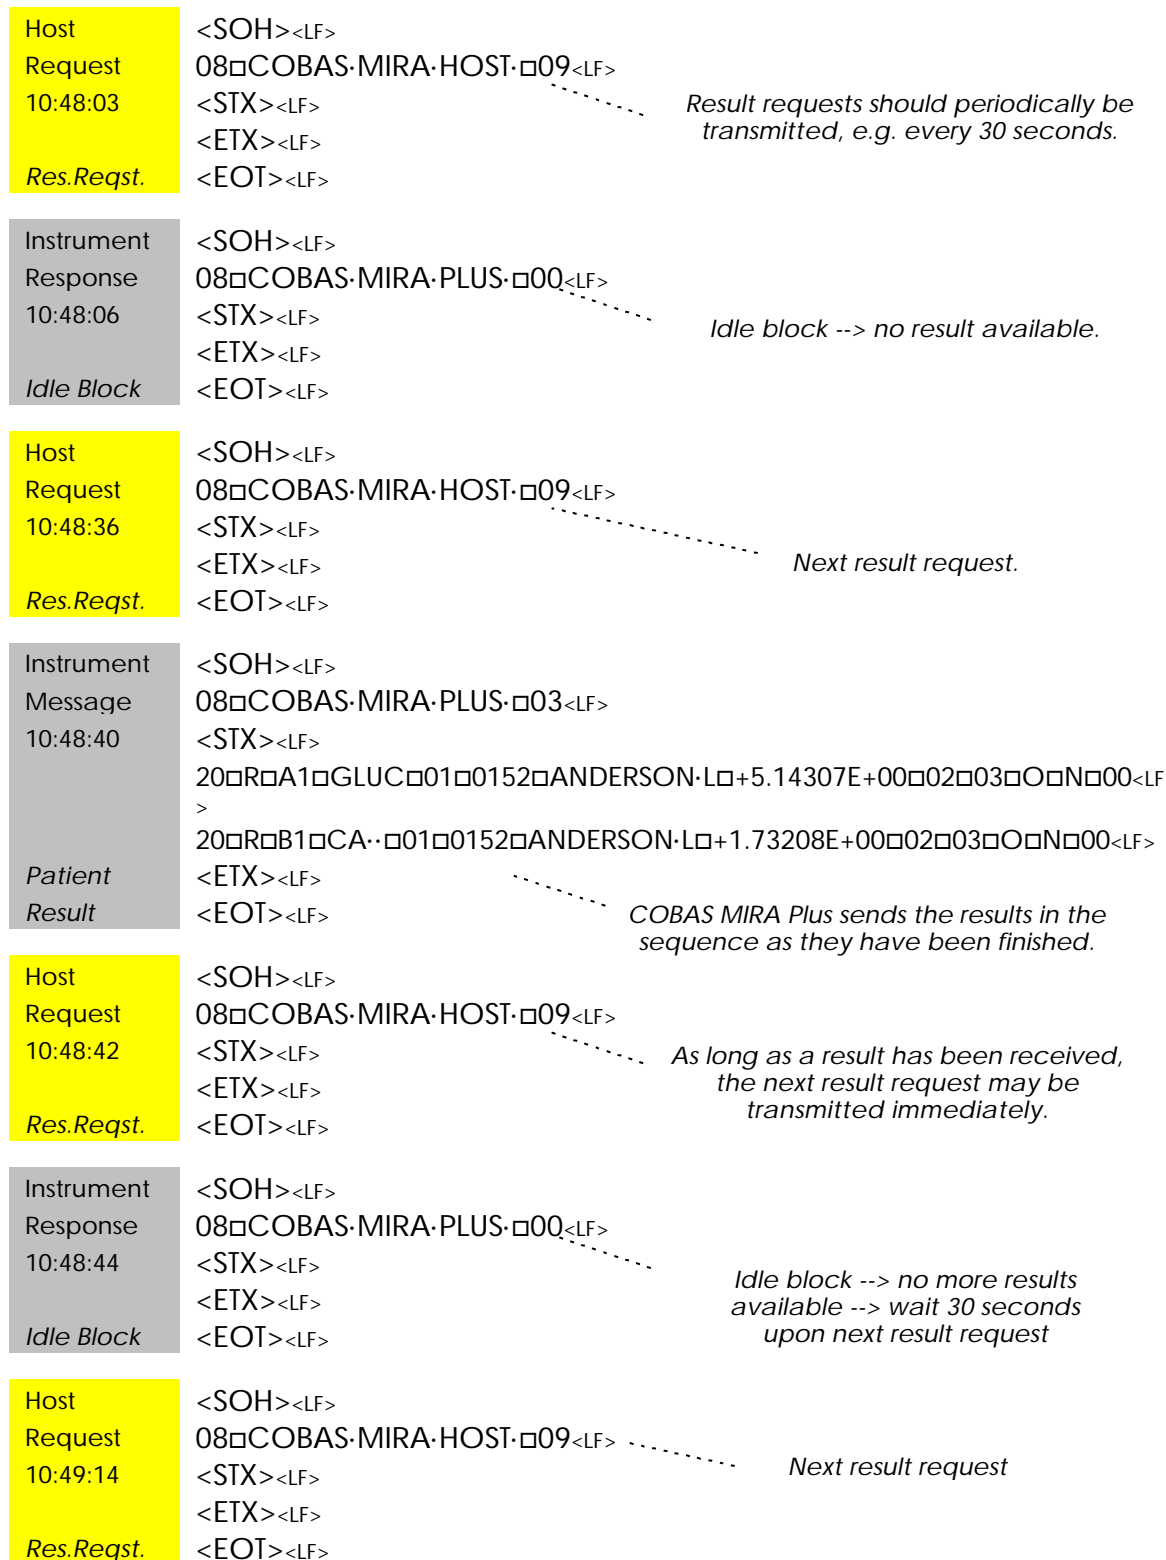 Host <SOH><LF>
Request 08□COBAS·MIRA·HOST·□09<LF>
10:48:03 <STX><LF>
Result requests should periodically be
transmitted, e.g. every 30 seconds.
<ETX><LF>
Res.Reqst. <EOT><LF>
Instrument <SOH><LF>
Response 08□COBAS·MIRA·PLUS·□00<LF>
10:48:06 <STX><LF>
Idle block --> no result available.
<ETX><LF>
Idle Block <EOT><LF>
Host <SOH><LF>
Request 08□COBAS·MIRA·HOST·□09<LF>
10:48:36 <STX><LF>
<ETX><LF>
Next result request.
Res.Reqst. <EOT><LF>
Instrument <SOH><LF>
Message 08□COBAS·MIRA·PLUS·□03<LF>
10:48:40 <STX><LF>
20□R□A1□GLUC□01□0152□ANDERSON·L□+5.14307E+00□02□03□O□N□00<LF
>
20□R□B1□CA··□01□0152□ANDERSON·L□+1.73208E+00□02□03□O□N□00<LF>
Patient <ETX><LF>
Result <EOT><LF>
COBAS MIRA Plus sends the results in the
sequence as they have been finished.
Host <SOH><LF>
Request 08□COBAS·MIRA·HOST·□09<LF>
10:48:42 <STX><LF>
As long as a result has been received,
the next result request may be
transmitted immediately.
<ETX><LF>
Res.Reqst. <EOT><LF>
Instrument <SOH><LF>
Response 08□COBAS·MIRA·PLUS·□00<LF>
10:48:44 <STX><LF>
Idle block --> no more results
available --> wait 30 seconds
upon next result request
<ETX><LF>
Idle Block <EOT><LF>
Host <SOH><LF>
Request 08□COBAS·MIRA·HOST·□09<LF>
10:49:14 <STX><LF>
Next result request
<ETX><LF>
Res.Reqst. <EOT><LF>